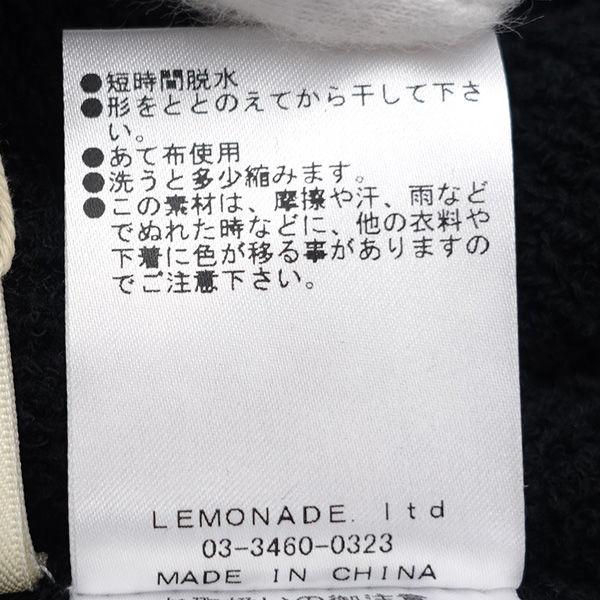 ●短時間脱水
●形をととのえてから干して下さ
い。
●あて布使用
●洗うと多少縮みます。
●この素材は、摩擦や汗、雨など
でぬれた時などに、他の衣料や
下着に色が移る事がありますの
でご注意下さい。
LEMONADE. ltd
03-3460-0323
MADE IN CHINA